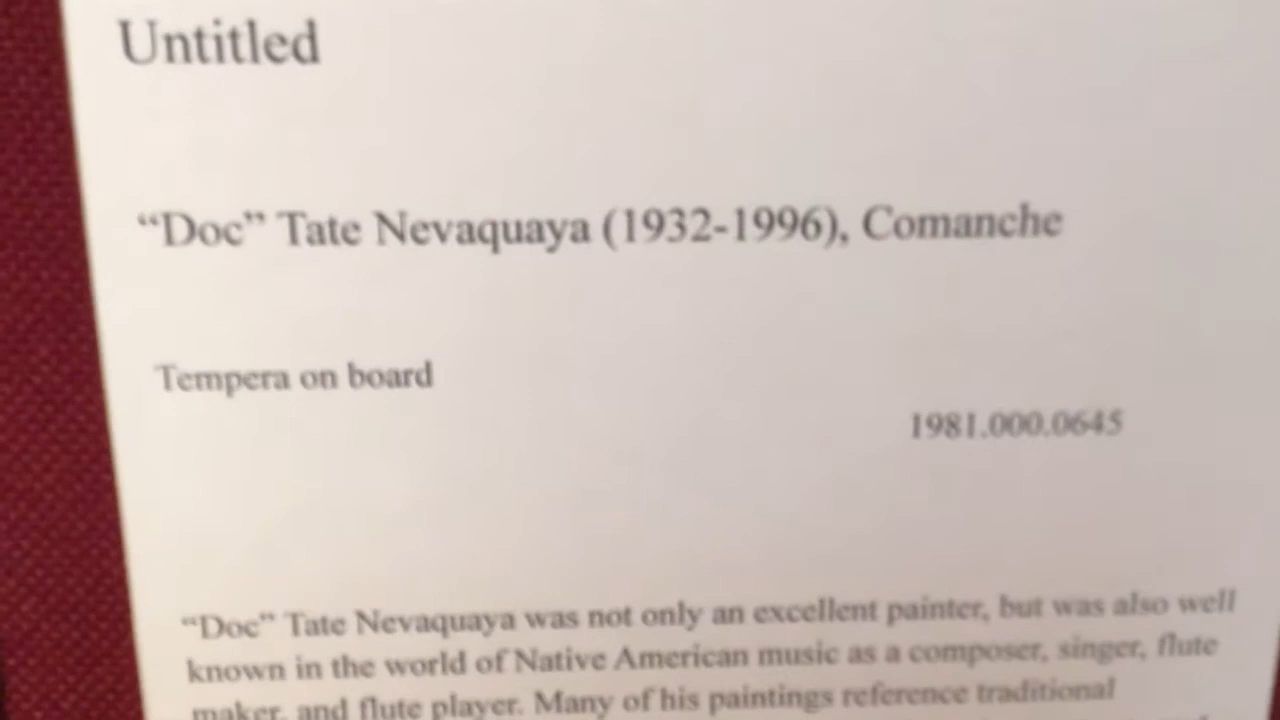 Untitled
“Doc” Tate Nevaquaya (1932-1996), Comanche
Tempera on board
1981.000.0645
“Doc” Tate Nevaquaya was not only an excellent painter, but was also well
known in the world of Native American music as a composer, singer, flute
maker, and flute player. Many of his paintings reference traditional